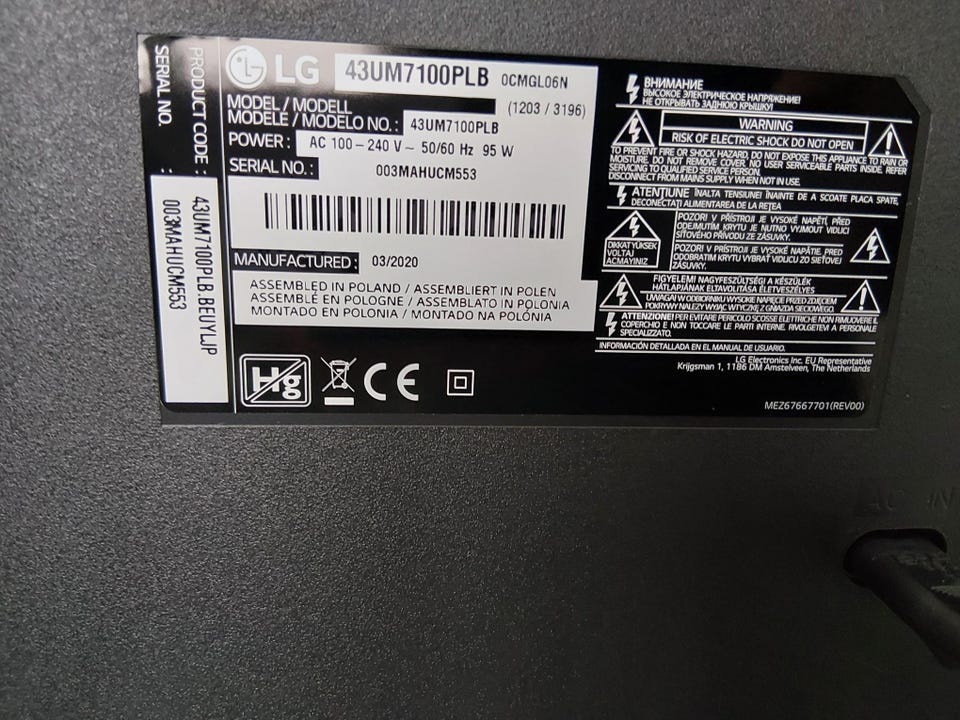 PRODUCT CODE : 43UM7100PLB.BEUYLJP
SERIAL NO. : 003MAHUCM553
LG 43UM7100PLB 0CMGL06N
(1203 / 3196)
MODEL / MODELL
MODELE / MODELO NO. : 43UM7100PLB
POWER : AC 100 – 240 V ~ 50/60 Hz 95 W
SERIAL NO. : 003MAHUCM553
MANUFACTURED : 03/2020
ASSEMBLED IN POLAND / ASSEMBLIERT IN POLEN
ASSEMBLÉ EN POLOGNE / ASSEMBLATO IN POLONIA
MONTADO EN POLONIA / MONTADO NA POLÓNIA
Hg
CE
ВНИМАНИЕ
ВЫСОКОЕ ЭЛЕКТРИЧЕСКОЕ НАПРЯЖЕНИЕ!
НЕ ОТКРЫВАТЬ ЗАДНЮЮ КРЫШКУ!
WARNING
RISK OF ELECTRIC SHOCK DO NOT OPEN
TO PREVENT FIRE OR SHOCK HAZARD, DO NOT EXPOSE THIS APPLIANCE TO RAIN OR
MOISTURE. DO NOT REMOVE COVER. NO USER SERVICEABLE PARTS INSIDE. REFER
SERVICING TO QUALIFIED SERVICE PERSON.
DISCONNECT FROM MAINS SUPPLY WHEN NOT IN USE.
ATENŢIUNE ÎNALTA TENSIUNE! ÎNAINTE DE A SCOATE PLACA SPATE,
DECONECTAŢI ALIMENTAREA DE LA REŢEA
DIKKAT YÜKSEK
VOLTAJ
AÇMAYINIZ
POZOR! V PŘÍSTROJI JE VYSOKÉ NAPĚTÍ, PŘED
ODEJMUTÍM KRYTU JE NUTNO VYJMOUT VIDLICI
SÍŤOVÉHO PŘÍVODU ZE ZÁSUVKY.
POZOR! V PRÍSTROJI JE VYSOKÉ NAPÄTIE, PRED
ODOBRATIM KRYTU VYBRAŤ VIDLICU ZO SIEŤOVEJ
ZÁSUVKY.
FIGYELEM! NAGYFESZÜLTSÉG! A KÉSZÜLÉK
HÁTLAPJÁNAK ELTÁVOLÍTÁSA ÉLETVESZÉLYES
UWAGA! W ODBIORNIKU WYSOKIE NAPIĘCIE PRZED ZDJĘCIEM
POKRYWY NALEŻY WYJĄĆ WTYCZKĘ Z GNIAZDA SIECIOWEGO.
ATTENZIONE! PER EVITARE PERICOLO SCOSSE ELETTRICHE NON RIMUOVERE IL
COPERCHIO E NON TOCCARE LE PARTI INTERNE. RIVOLGETEVI A PERSONALE
SPECIALIZZATO.
INFORMACIÓN DETALLADA EN EL MANUAL DE USUARIO.
LG Electronics Inc. EU Representative
Krijgsman 1, 1186 DM Amstelveen, The Netherlands
MEZ67667701(REV00)
AC IN